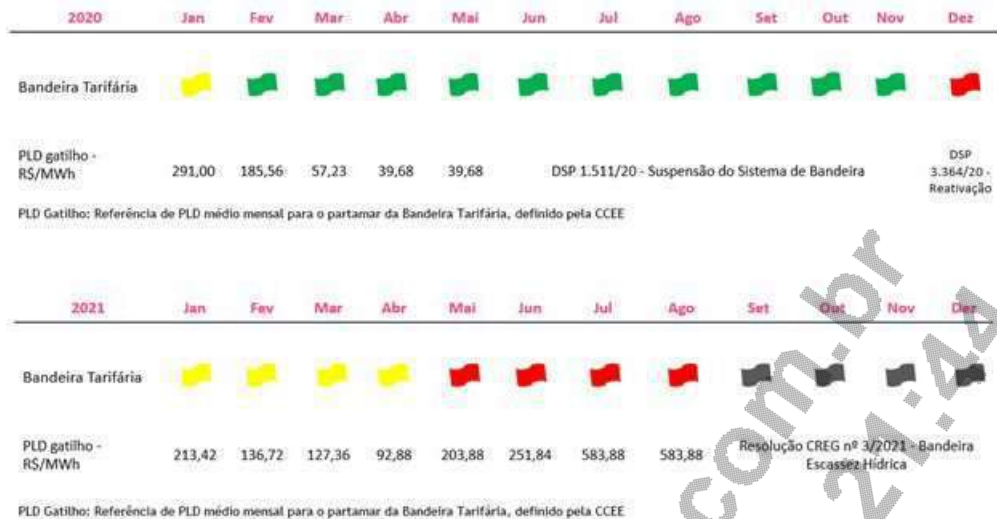 2020 Jan Fev Mar Abr Mai Jun Jul Ago Set Out Nov Dez
Bandeira Tarifária
PLD gatilho -
R$/MWh 291,00 185,56 57,23 39,68 39,68 DSP 1.511/20 - Suspensão do Sistema de Bandeira DSP
3.364/20 -
Reativação
PLD Gatilho: Referência de PLD médio mensal para o partamar da Bandeira Tarifária, definido pela CCEE
2021 Jan Fev Mar Abr Mai Jun Jul Ago Set Out Nov Dez
Bandeira Tarifária
PLD gatilho -
R$/MWh 213,42 136,72 127,36 92,88 203,88 251,84 583,88 583,88 Resolução CREG nº 3/2021 - Bandeira
Escassez Hídrica
PLD Gatilho: Referência de PLD médio mensal para o partamar da Bandeira Tarifária, definido pela CCEE
com.br
21:44